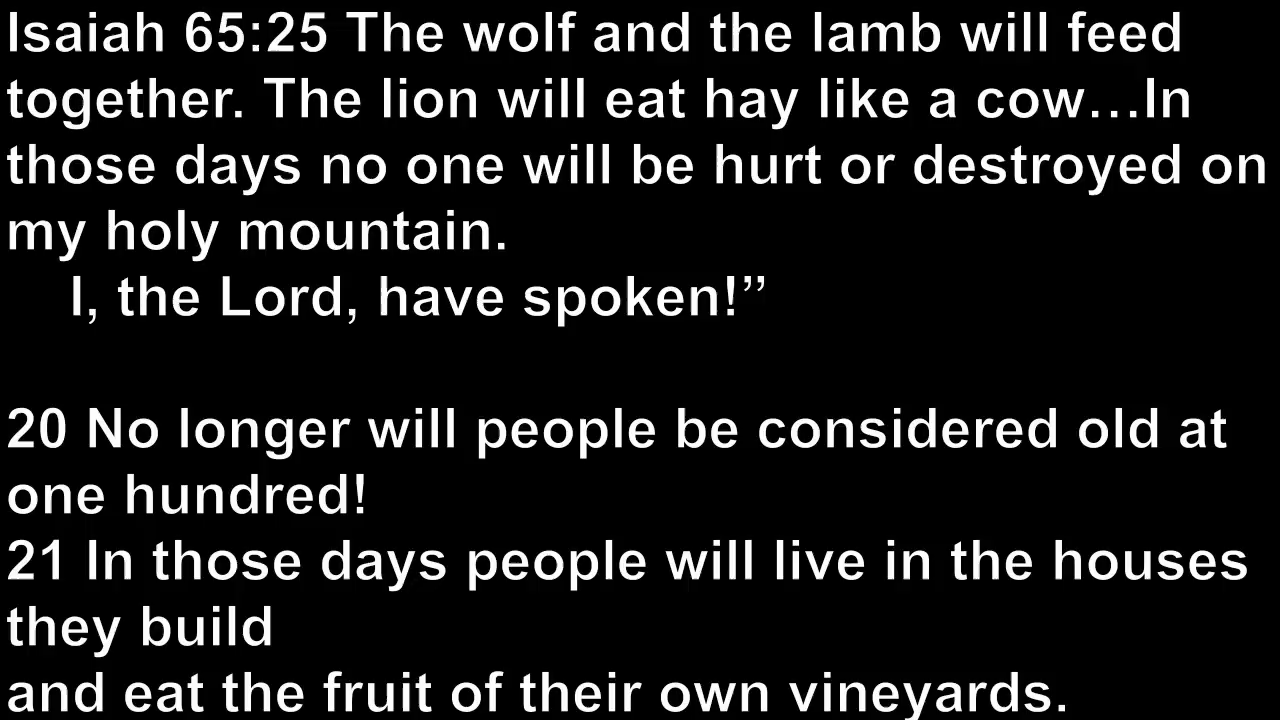 Isaiah 65:25 The wolf and the lamb will feed
together. The lion will eat hay like a cow…In
those days no one will be hurt or destroyed on
my holy mountain.
I, the Lord, have spoken!”
20 No longer will people be considered old at
one hundred!
21 In those days people will live in the houses
they build
and eat the fruit of their own vineyards.